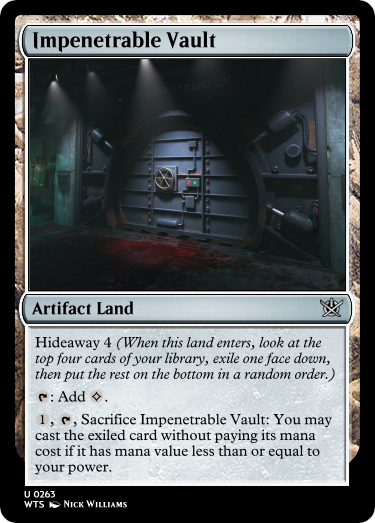 Impenetrable Vault
Artifact Land
Hideaway 4 (When this land enters, look at the
top four cards of your library, exile one face down,
then put the rest on the bottom in a random order.)
: Add .
1, , Sacrifice Impenetrable Vault: You may
cast the exiled card without paying its mana
cost if it has mana value less than or equal to
your power.
U 0263
WTS Nick Williams